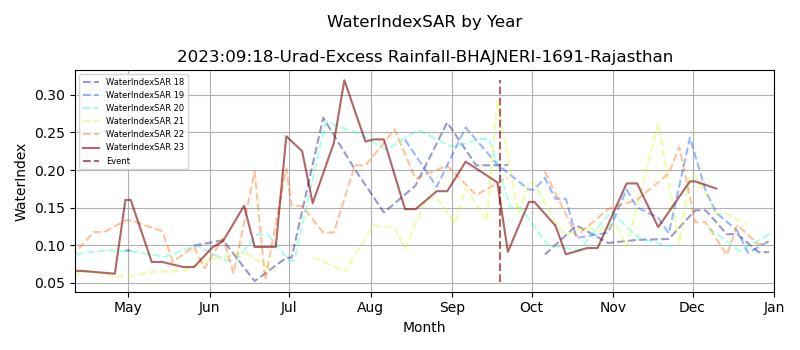 WaterIndexSAR by Year
2023:09:18-Urad-Excess Rainfall-BHAJNERI-1691-Rajasthan
WaterIndexSAR 18
WaterIndexSAR 19
WaterIndexSAR 20
WaterIndexSAR 21
WaterIndexSAR 22
WaterIndexSAR 23
Event
WaterIndex
0.30
0.25
0.20
0.15
0.10
0.05
May Jun Jul Aug Sep Oct Nov Dec Jan
Month